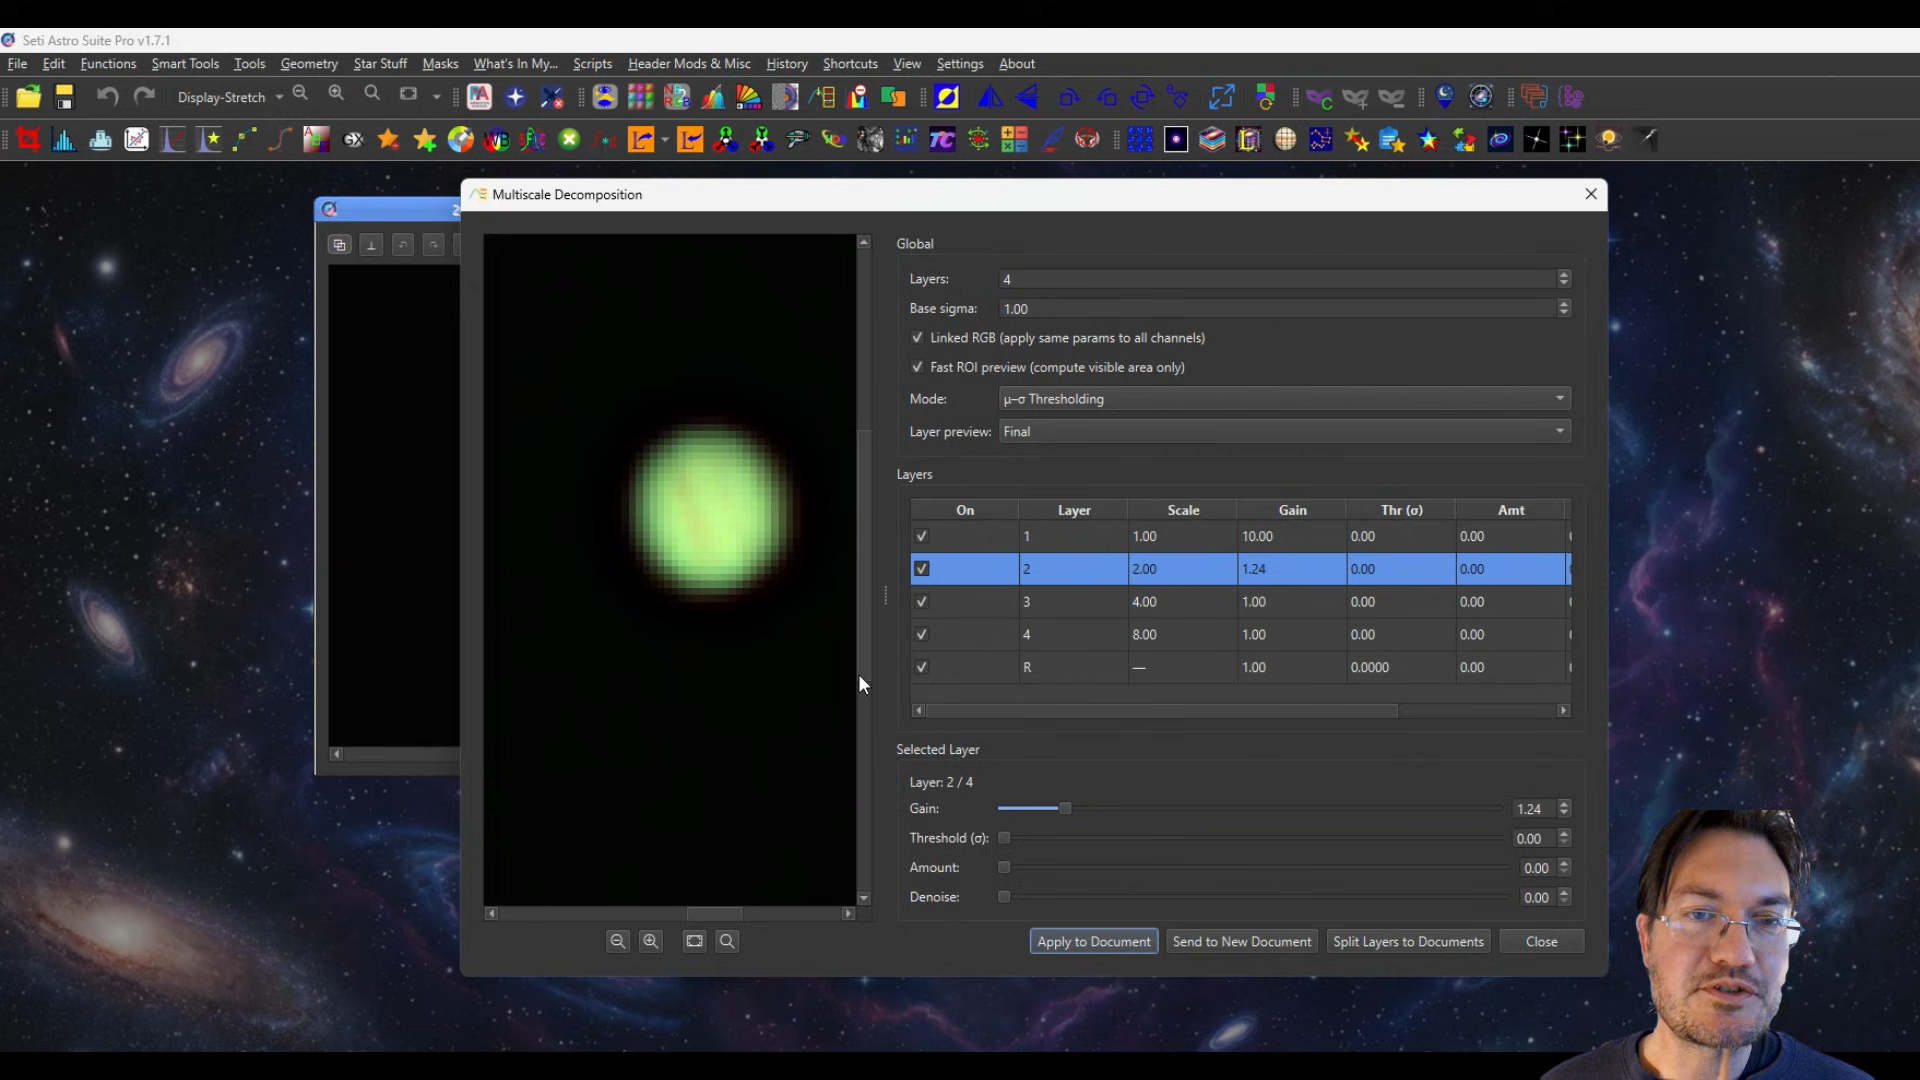 Seti Astro Suite Pro v1.7.1
File Edit Functions Smart Tools Tools Geometry Star Stuff Masks What's In My... Scripts Header Mods & Misc History Shortcuts View Settings About
Display-Stretch
Multiscale Decomposition
Global
Layers: 4
Base sigma: 1.00
Linked RGB (apply same params to all channels)
Fast ROI preview (compute visible area only)
Mode: μ–σ Thresholding
Layer preview: Final
Layers
On Layer Scale Gain Thr (σ) Amt
1 1.00 10.00 0.00 0.00
2 2.00 1.24 0.00 0.00
3 4.00 1.00 0.00 0.00
4 8.00 1.00 0.00 0.00
R — 1.00 0.0000 0.00
Selected Layer
Layer: 2 / 4
Gain: 1.24
Threshold (σ): 0.00
Amount: 0.00
Denoise: 0.00
Apply to Document Send to New Document Split Layers to Documents Close